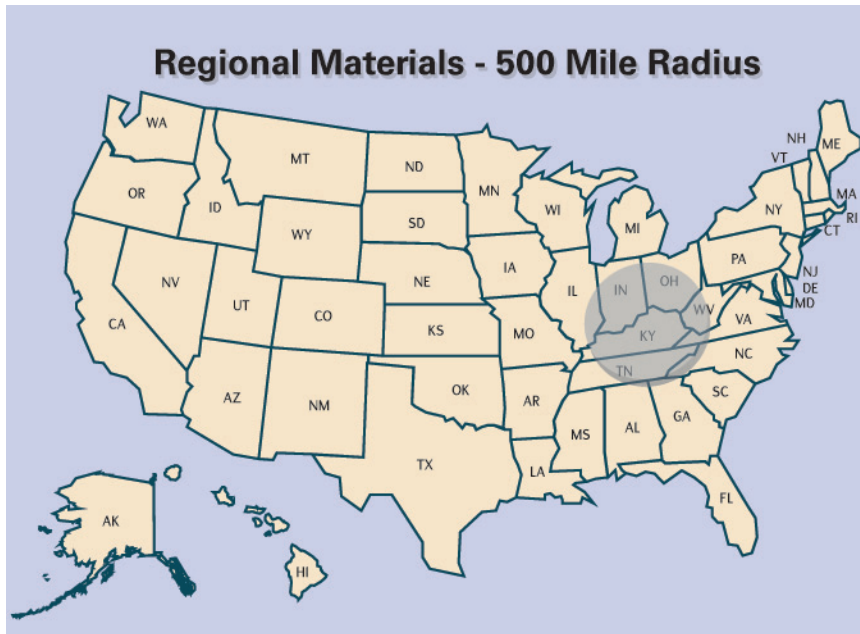 Regional Materials - 500 Mile Radius
WA
MT
ND
MN
NH
VT
ME
OR
ID
SD
WI
MI
NY
MA
RI
CT
WY
IA
PA
NV
NE
IL
IN
OH
NJ
DE
MD
UT
CO
KS
MO
KY
WV
VA
CA
NC
TN
AZ
NM
OK
AR
SC
TX
LA
MS
AL
GA
FL
AK
HI